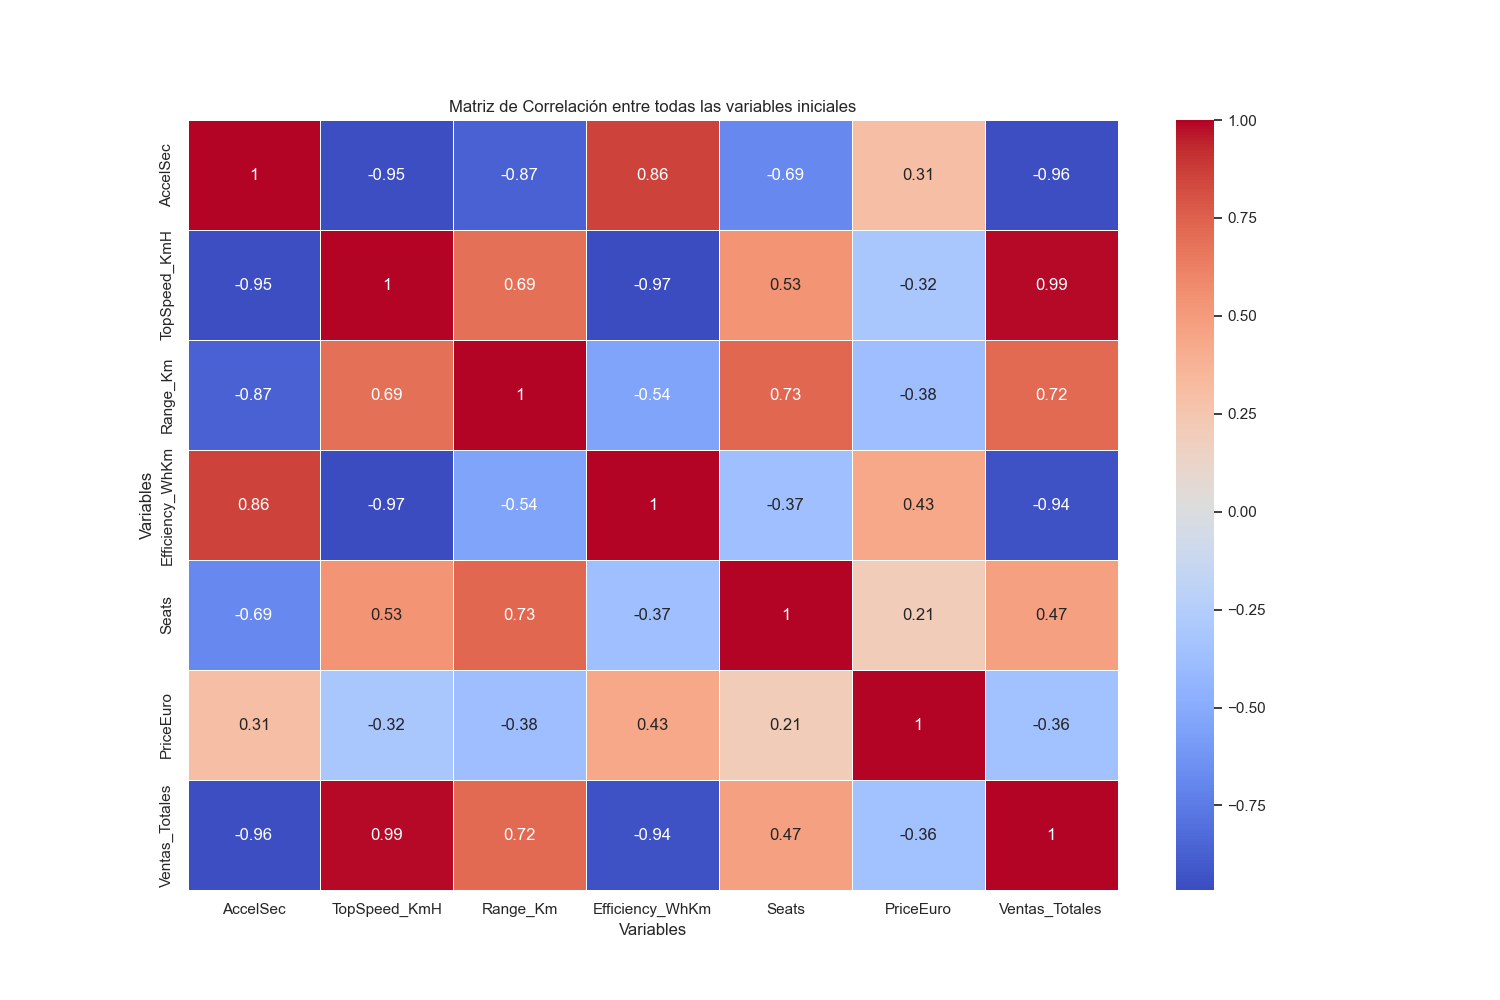 Matriz de Correlación entre todas las variables iniciales
Variables
AccelSec 1 -0.95 -0.87 0.86 -0.69 0.31 -0.96
TopSpeed_KmH -0.95 1 0.69 -0.97 0.53 -0.32 0.99
Range_Km -0.87 0.69 1 -0.54 0.73 -0.38 0.72
Efficiency_WhKm 0.86 -0.97 -0.54 1 -0.37 0.43 -0.94
Seats -0.69 0.53 0.73 -0.37 1 0.21 0.47
PriceEuro 0.31 -0.32 -0.38 0.43 0.21 1 -0.36
Ventas_Totales -0.96 0.99 0.72 -0.94 0.47 -0.36 1
AccelSec TopSpeed_KmH Range_Km Efficiency_WhKm Seats PriceEuro Ventas_Totales
Variables
1.00
0.75
0.50
0.25
0.00
−0.25
−0.50
−0.75